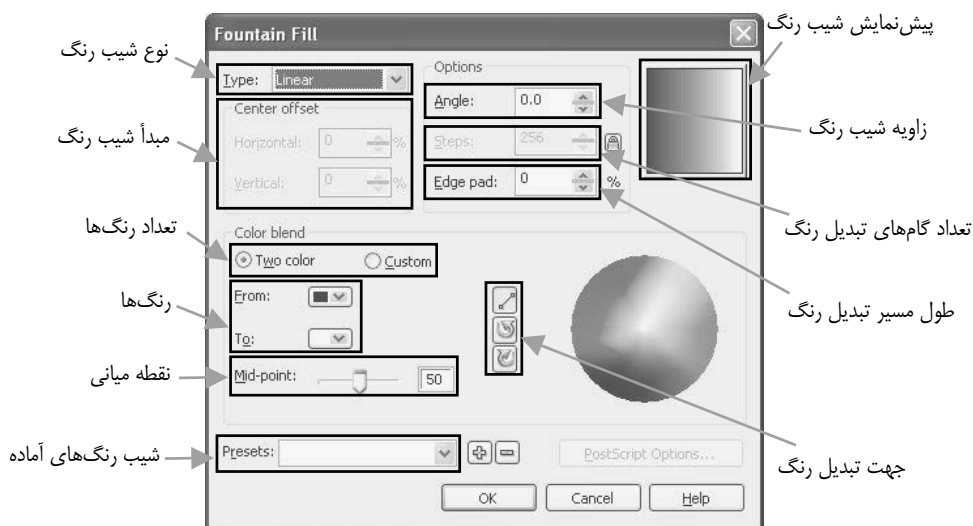 Fountain Fill
پیش‌نمایش شیب رنگ
نوع شیب رنگ
Type: Linear
Options
Angle: 0.0
زاویه شیب رنگ
Center offset
Horizontal: 0 %
Vertical: 0 %
مبدأ شیب رنگ
Steps: 256
Edge pad: 0 %
تعداد گام‌های تبدیل رنگ
طول مسیر تبدیل رنگ
Color blend
تعداد رنگ‌ها
Two color
Custom
رنگ‌ها
From:
To:
نقطه میانی
Mid-point: 50
شیب رنگ‌های آماده
Presets:
PostScript Options...
جهت تبدیل رنگ
OK
Cancel
Help